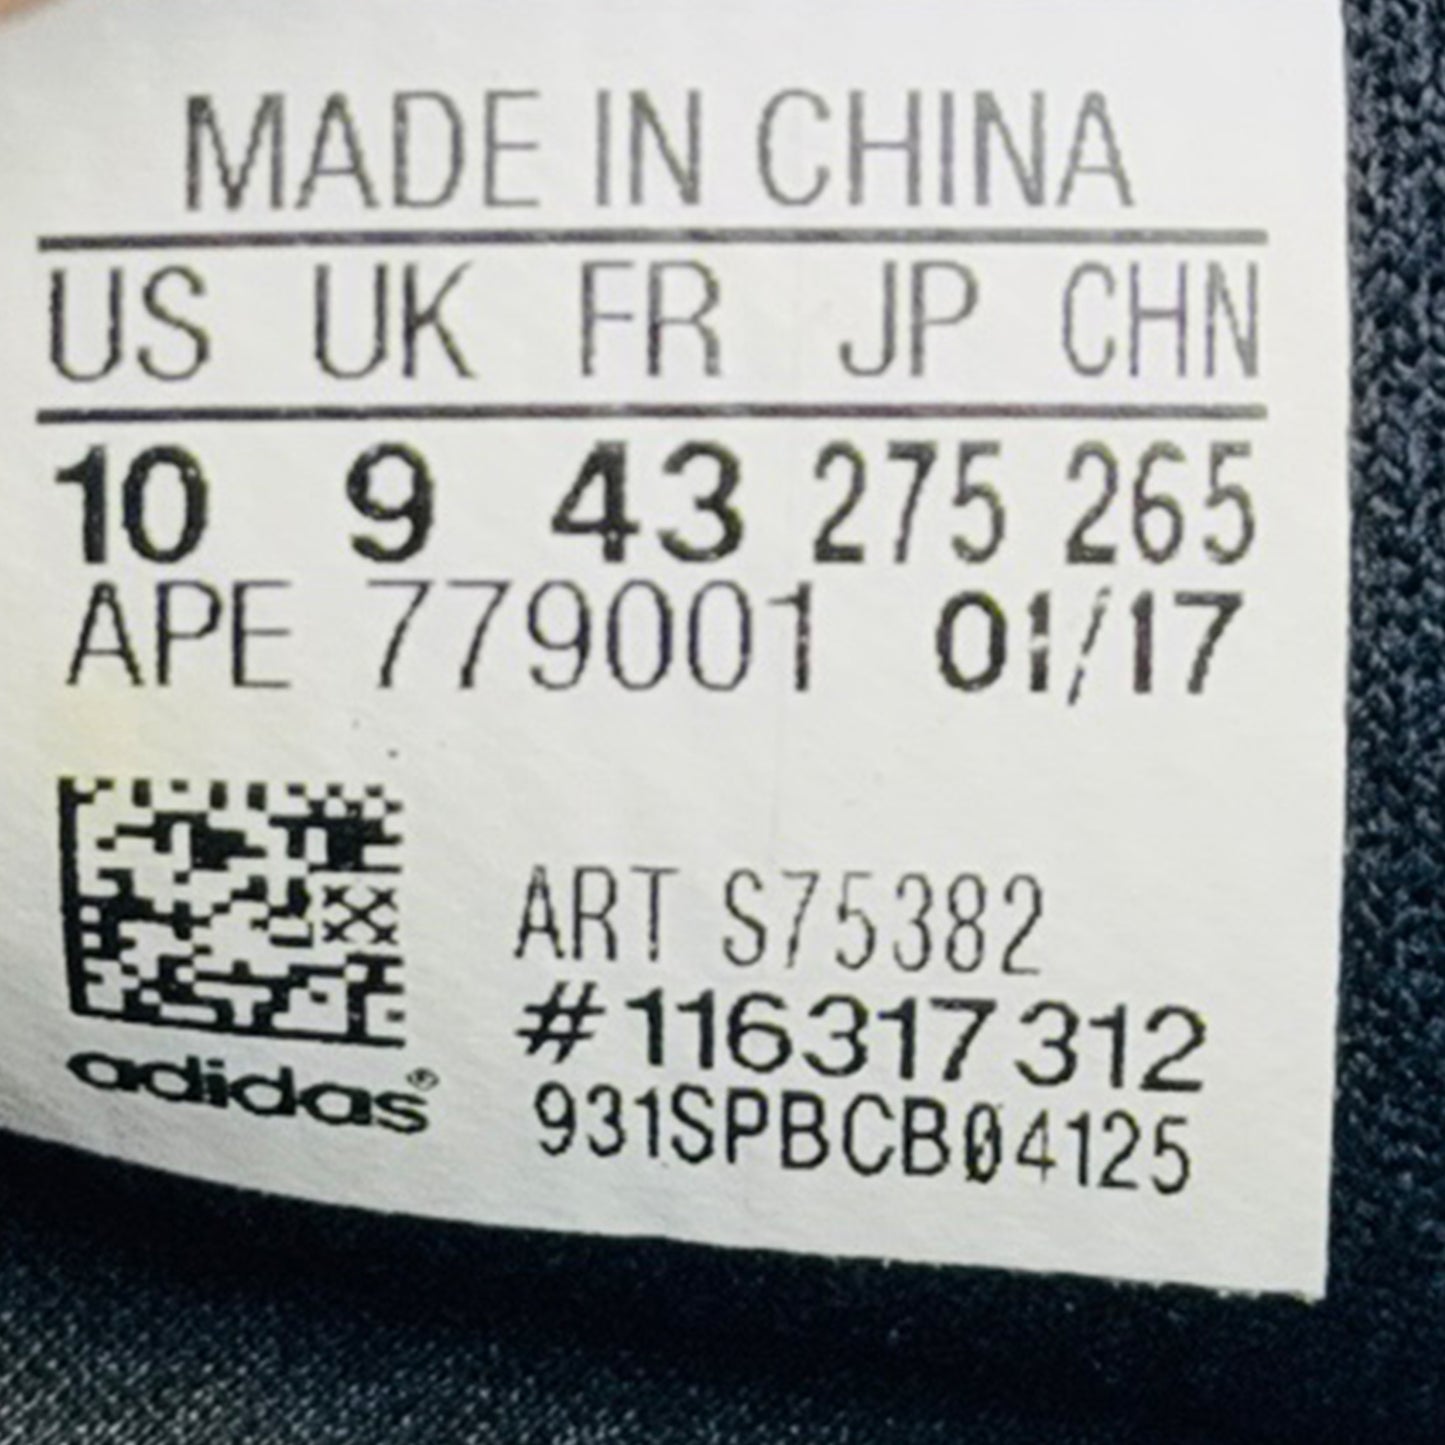 MADE IN CHINA
US UK FR JP CHN
10 9 43 275 265
APE 779001 01/17
ART S75382
#116317312
931SPBCB04125
adidas®